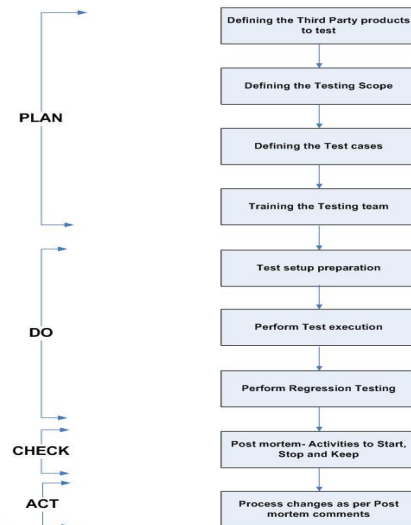 Defining the Third Party products
to test
Defining the Testing Scope
PLAN
Defining the Test cases
Training the Testing team
Test setup preparation
DO
Perform Test execution
Perform Regression Testing
CHECK
Post mortem- Activities to Start,
Stop and Keep
ACT
Process changes as per Post
mortem comments